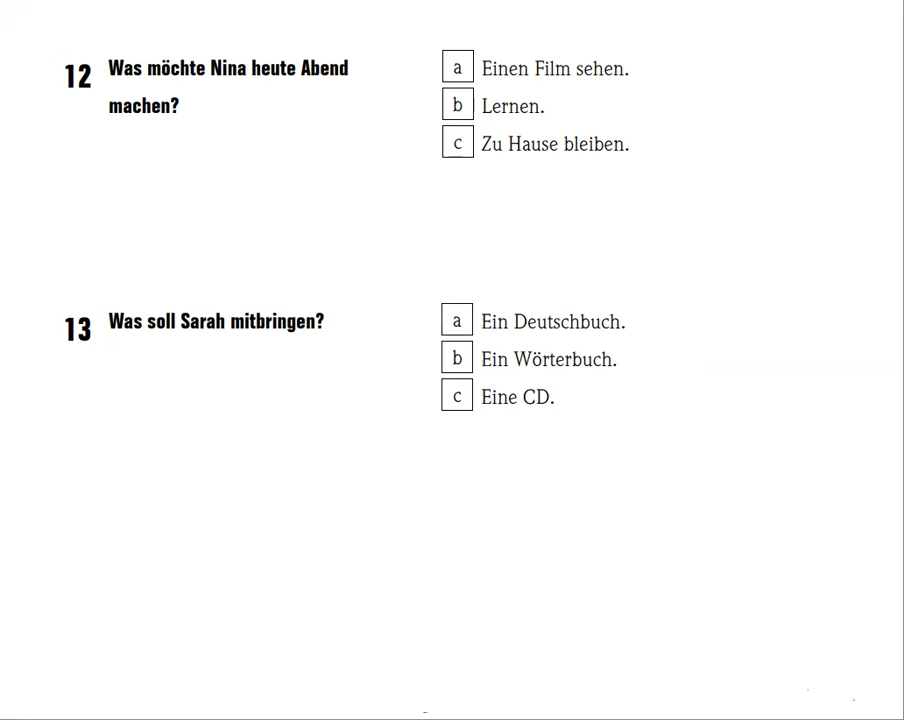 12 Was möchte Nina heute Abend
machen?
a Einen Film sehen.
b Lernen.
c Zu Hause bleiben.
13 Was soll Sarah mitbringen?
a Ein Deutschbuch.
b Ein Wörterbuch.
c Eine CD.